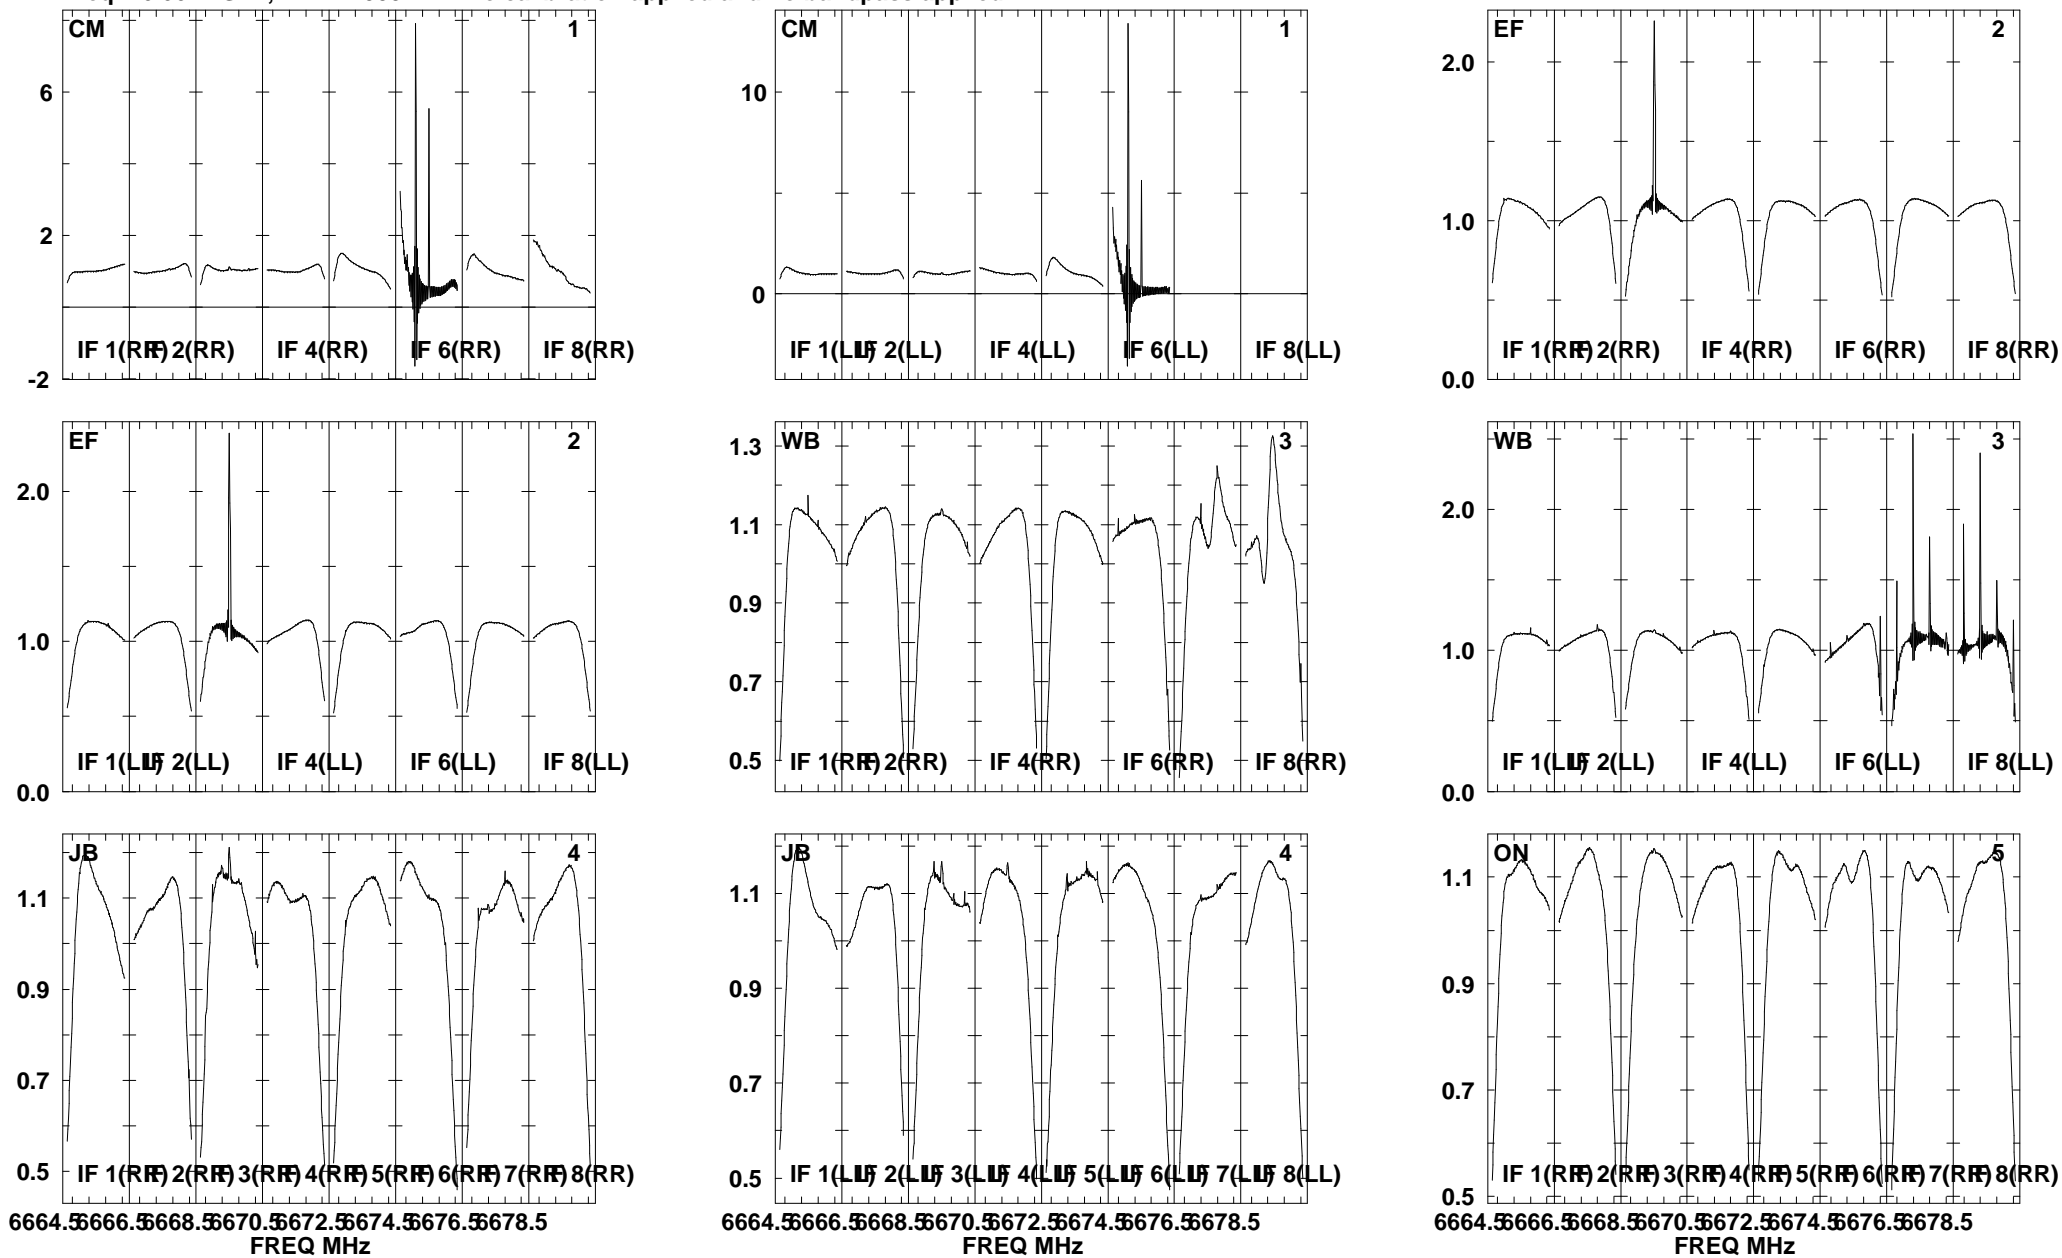 CM 1
6
2
-2
IF 1(RR) IF 2(RR) IF 4(RR) IF 6(RR) IF 8(RR)
CM 1
10
0
IF 1(LL) IF 2(LL) IF 4(LL) IF 6(LL) IF 8(LL)
EF 2
2.0
1.0
0.0
IF 1(RR) IF 2(RR) IF 4(RR) IF 6(RR) IF 8(RR)
EF 2
2.0
1.0
0.0
IF 1(LL) IF 2(LL) IF 4(LL) IF 6(LL) IF 8(LL)
WB 3
1.3
1.1
0.9
0.7
0.5
IF 1(RR) IF 2(RR) IF 4(RR) IF 6(RR) IF 8(RR)
WB 3
2.0
1.0
0.0
IF 1(LL) IF 2(LL) IF 4(LL) IF 6(LL) IF 8(LL)
JB 4
1.1
0.9
0.7
0.5
IF 1(RR) IF 2(RR) IF 3(RR) IF 4(RR) IF 5(RR) IF 6(RR) IF 7(RR) IF 8(RR)
6664.5 6666.5 6668.5 6670.5 6672.5 6674.5 6676.5 6678.5
FREQ MHz
JB 4
1.1
0.9
0.7
0.5
IF 1(LL) IF 2(LL) IF 3(LL) IF 4(LL) IF 5(LL) IF 6(LL) IF 7(LL) IF 8(LL)
6664.5 6666.5 6668.5 6670.5 6672.5 6674.5 6676.5 6678.5
FREQ MHz
ON 5
1.1
0.9
0.7
0.5
IF 1(RR) IF 2(RR) IF 3(RR) IF 4(RR) IF 5(RR) IF 6(RR) IF 7(RR) IF 8(RR)
6664.5 6666.5 6668.5 6670.5 6672.5 6674.5 6676.5 6678.5
FREQ MHz